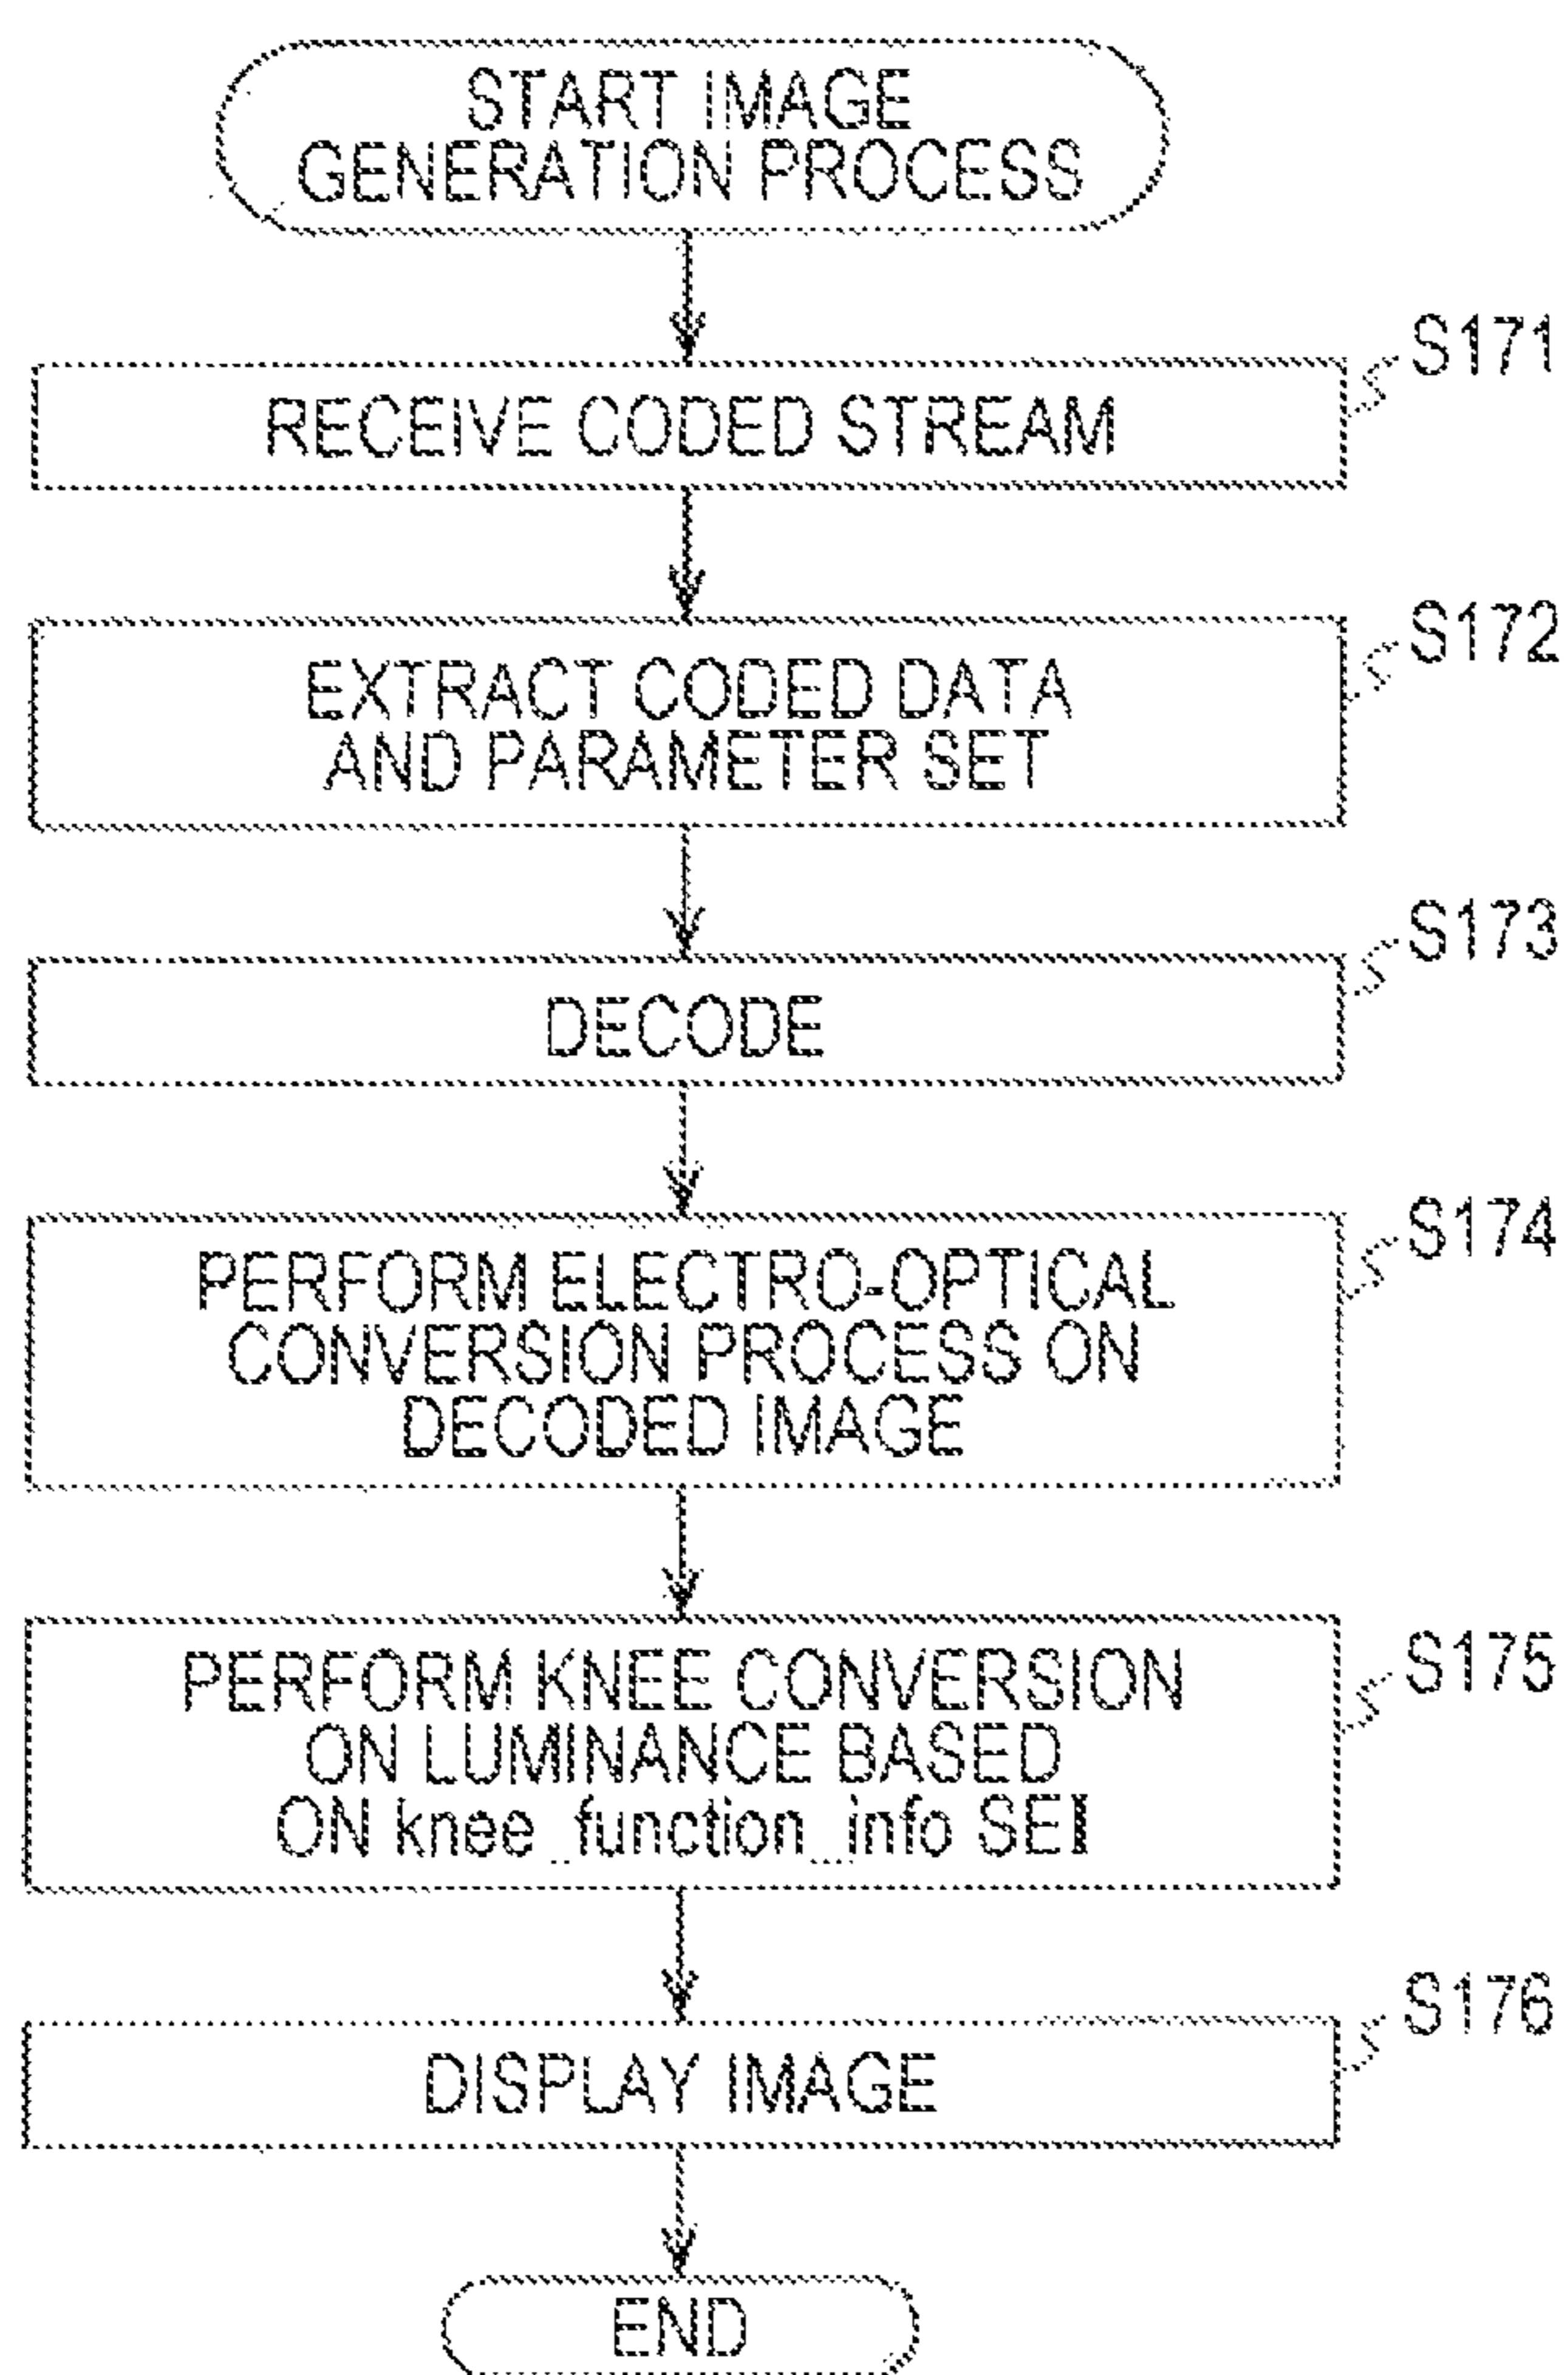 START IMAGE
GENERATION PROCESS
S171
RECEIVE CODED STREAM
S172
EXTRACT CODED DATA
AND PARAMETER SET
S173
DECODE
S174
PERFORM ELECTRO-OPTICAL
CONVERSION PROCESS ON
DECODED IMAGE
S175
PERFORM KNEE CONVERSION
ON LUMINANCE BASED
ON knee_function_info SEI
S176
DISPLAY IMAGE
END